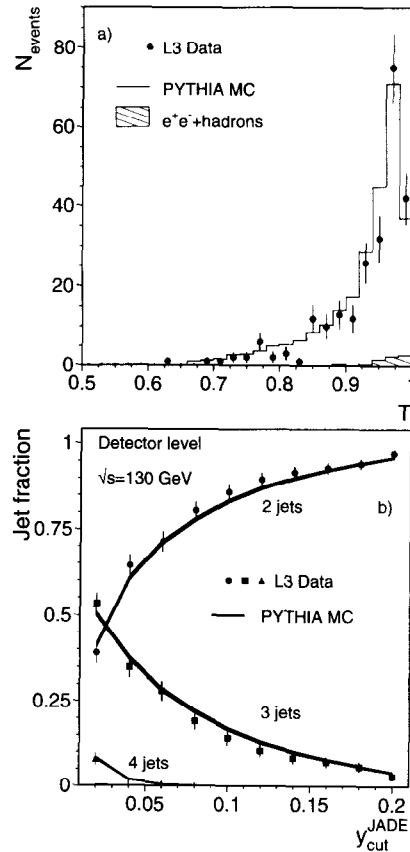 a)
N_events
L3 Data
PYTHIA MC
e⁺e⁻+hadrons
80
60
40
20
0
0.5 0.6 0.7 0.8 0.9 1
T
Detector level
√s=130 GeV
b)
Jet fraction
2 jets
L3 Data
PYTHIA MC
3 jets
4 jets
1
0.75
0.5
0.25
0
0.05 0.1 0.15 0.2
y_cut^JADE